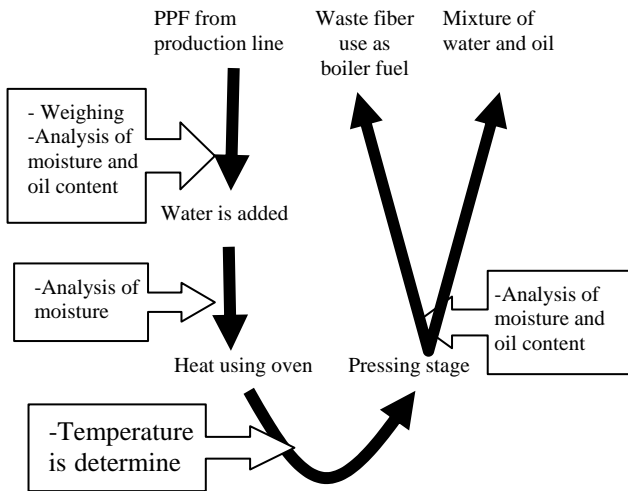 PPF from
production line
Waste fiber
use as
boiler fuel
Mixture of
water and oil
- Weighing
-Analysis of
moisture and
oil content
Water is added
-Analysis of
moisture
-Analysis of
moisture and
oil content
Heat using oven
Pressing stage
-Temperature
is determine